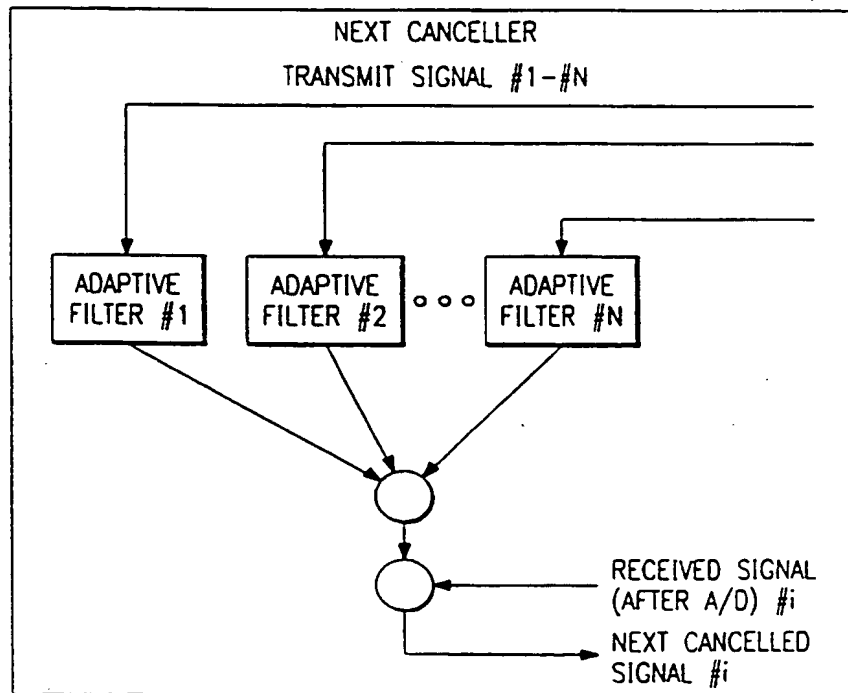 NEXT CANCELLER
TRANSMIT SIGNAL #1-#N
ADAPTIVE
FILTER #1
ADAPTIVE
FILTER #2
ADAPTIVE
FILTER #N
RECEIVED SIGNAL
(AFTER A/D) #i
NEXT CANCELLED
SIGNAL #i